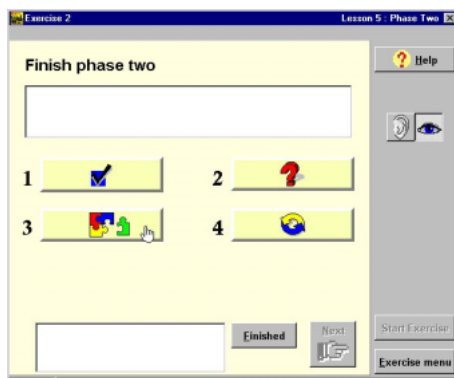 Exercise 2
Lesson 5 : Phase Two
Finish phase two
? Help
1
2
?
3
4
Finished
Next
Start Exercise
Exercise menu